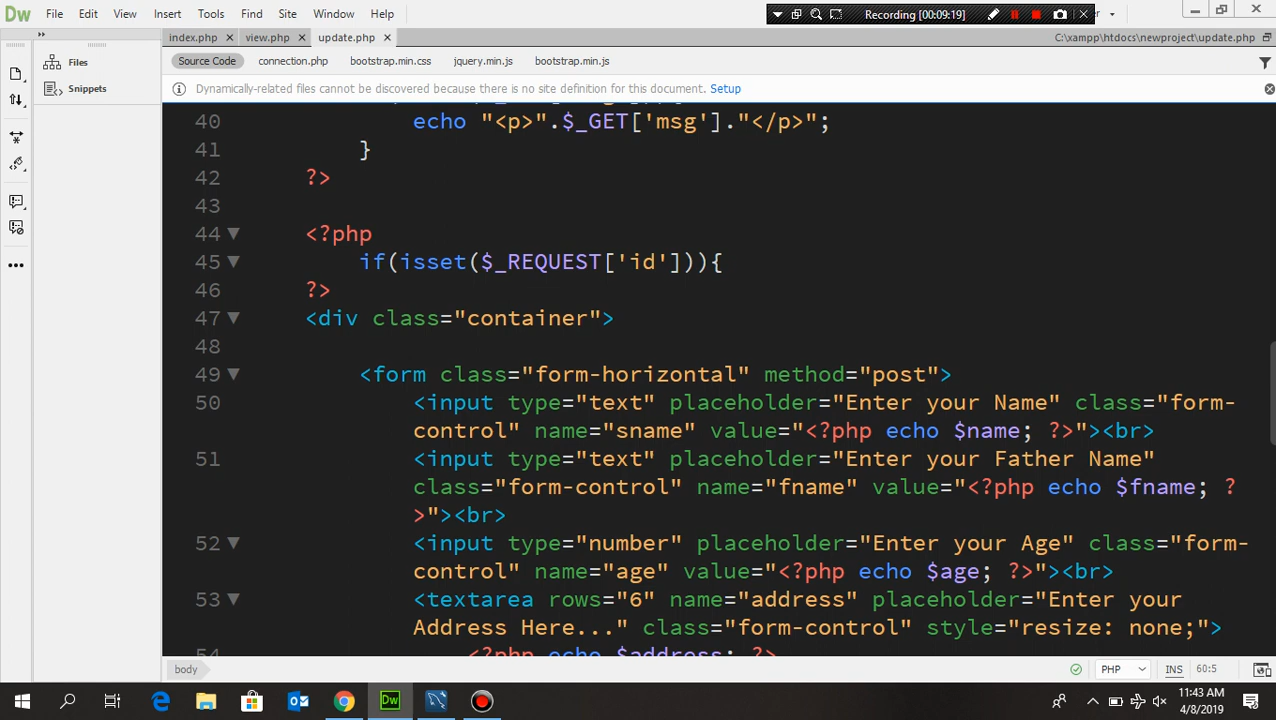 Dw File Edit View Insert Tools Find Site Window Help
Recording [00:09:19]
index.php view.php update.php
C:\xampp\htdocs\newproject\update.php
Source Code connection.php bootstrap.min.css jquery.min.js bootstrap.min.js
Files
Snippets
Dynamically-related files cannot be discovered because there is no site definition for this document. Setup
40 echo "<p>".$_GET['msg']."</p>";
41 }
42 ?>
43
44 <?php
45 if(isset($_REQUEST['id'])){
46 ?>
47 <div class="container">
48
49 <form class="form-horizontal" method="post">
50 <input type="text" placeholder="Enter your Name" class="form-
control" name="sname" value="<?php echo $name; ?>"><br>
51 <input type="text" placeholder="Enter your Father Name"
class="form-control" name="fname" value="<?php echo $fname; ?
>"><br>
52 <input type="number" placeholder="Enter your Age" class="form-
control" name="age" value="<?php echo $age; ?>"><br>
53 <textarea rows="6" name="address" placeholder="Enter your
Address Here..." class="form-control" style="resize: none;">
54 <?php echo $address; ?>
body
PHP INS 60:5
Dw
11:43 AM
4/8/2019